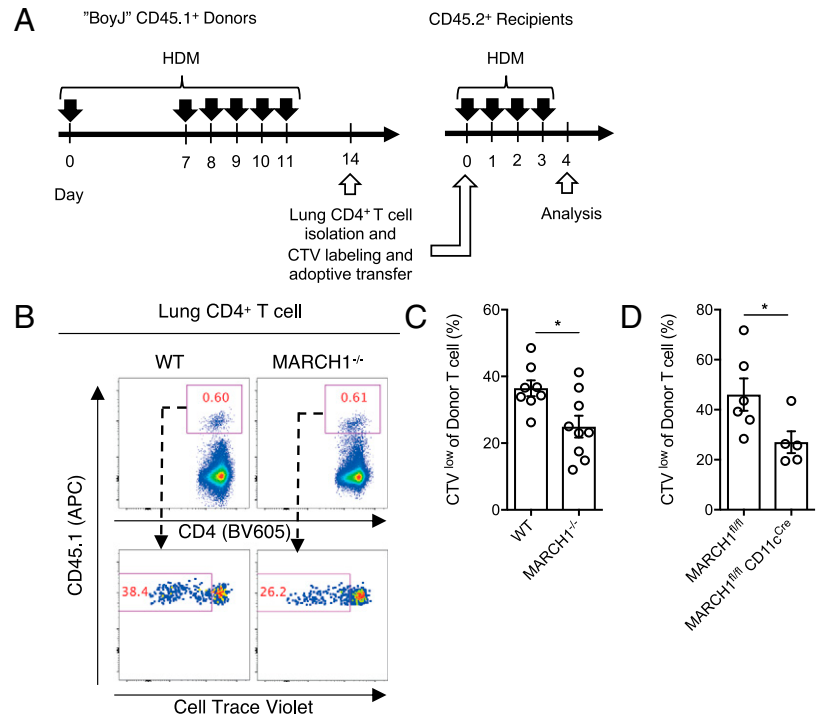 A
"BoyJ" CD45.1+ Donors
CD45.2+ Recipients
HDM
HDM
0 7 8 9 10 11 14
0 1 2 3 4
Day
Lung CD4+ T cell
isolation and
CTV labeling and
adoptive transfer
Analysis
B
Lung CD4+ T cell
WT MARCH1-/-
0.60
0.61
CD45.1 (APC)
CD4 (BV605)
38.4
26.2
Cell Trace Violet
C
CTV low of Donor T cell (%)
60
40
20
0
*
WT
MARCH1-/-
D
CTV low of Donor T cell (%)
80
60
40
20
0
*
MARCH1fl/fl
MARCH1fl/fl CD11cCre